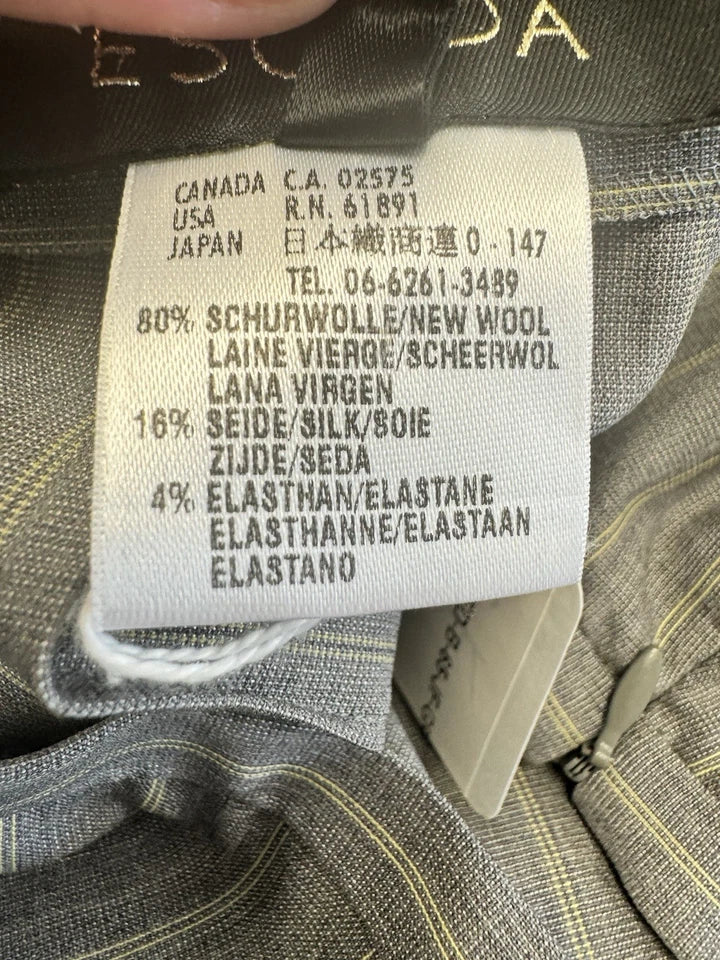 CANADA C.A. 02575
USA R.N. 61891
JAPAN 日本織商連 0 - 147
TEL. 06-6261-3489
80% SCHURWOLLE/NEW WOOL
LAINE VIERGE/SCHEERWOL
LANA VIRGEN
16% SEIDE/SILK/SOIE
ZIJDE/SEDA
4% ELASTHAN/ELASTANE
ELASTHANNE/ELASTAAN
ELASTANO